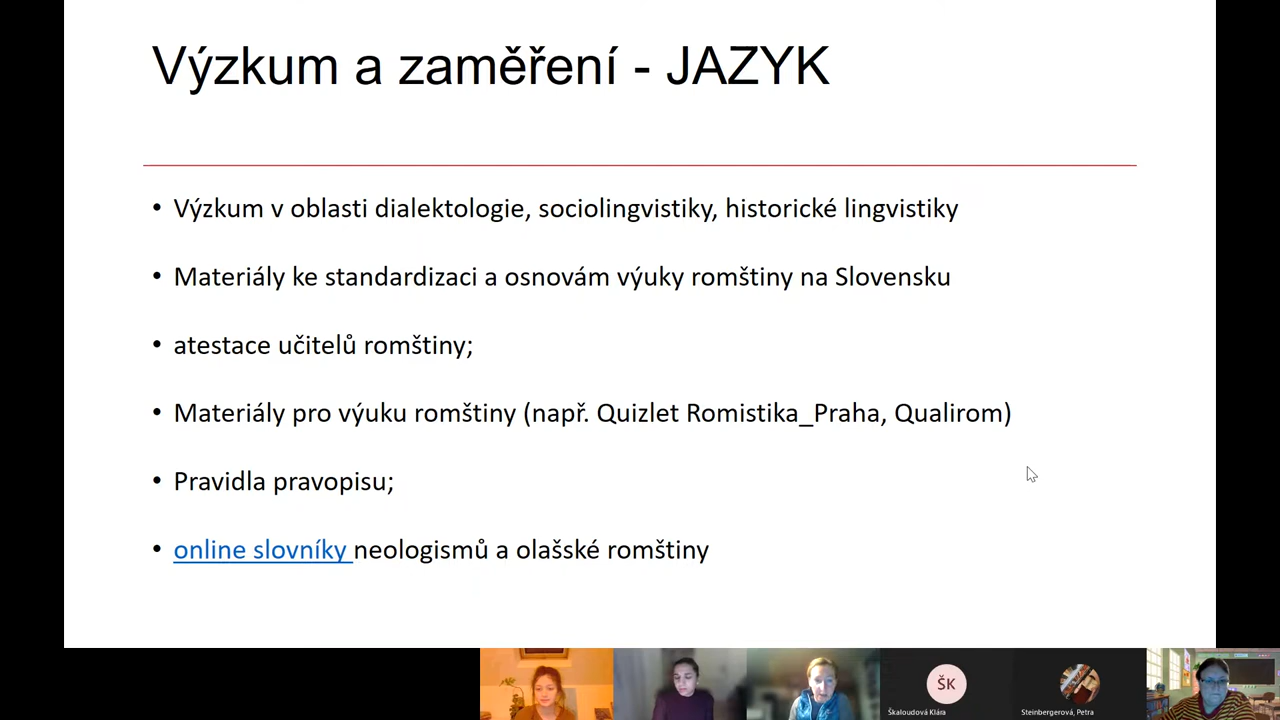 Výzkum a zaměření - JAZYK
• Výzkum v oblasti dialektologie, sociolingvistiky, historické lingvistiky
• Materiály ke standardizaci a osnovám výuky romštiny na Slovensku
• atestace učitelů romštiny;
• Materiály pro výuku romštiny (např. Quizlet Romistika_Praha, Qualirom)
• Pravidla pravopisu;
• online slovníky neologismů a olašské romštiny
ŠK
Škaloudová Klára
Steinbergerová, Petra